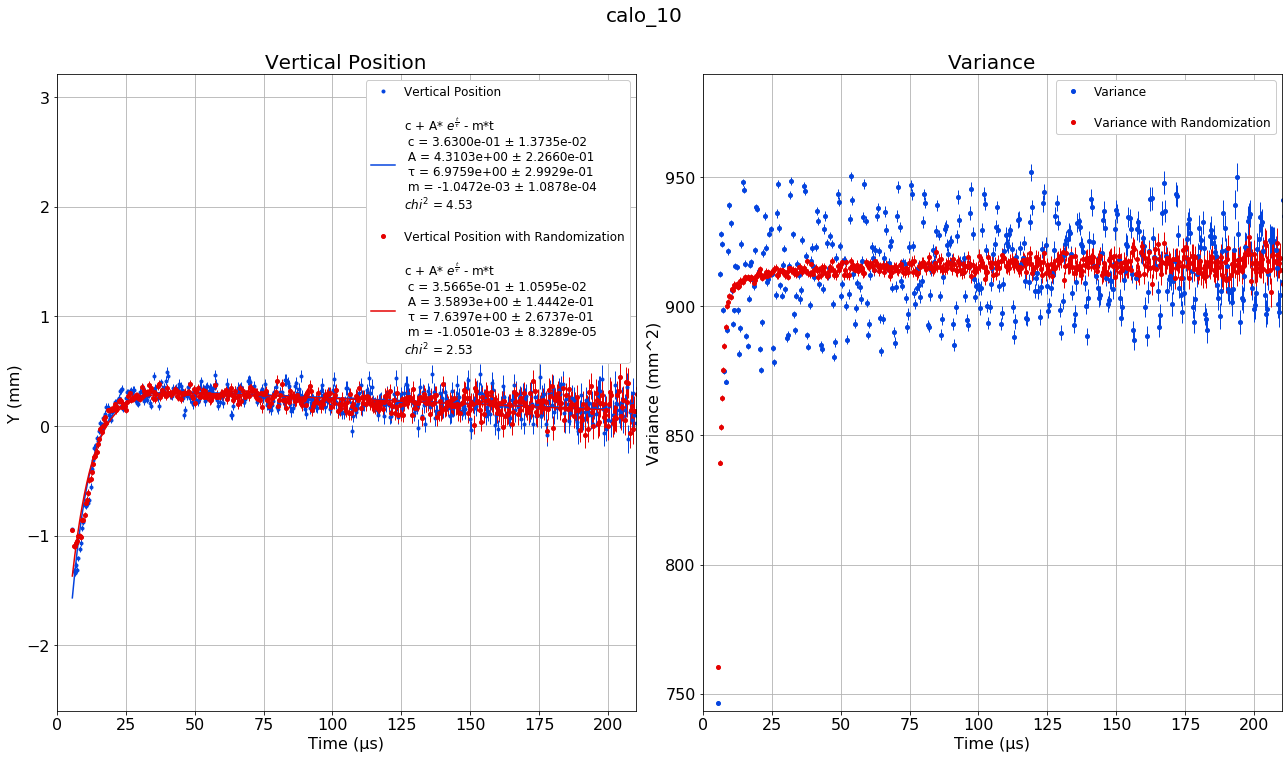 calo_10
Vertical Position
Vertical Position
c + A* e^{t/τ} - m*t
c = 3.6300e-01 ± 1.3735e-02
A = 4.3103e+00 ± 2.2660e-01
τ = 6.9759e+00 ± 2.9929e-01
m = -1.0472e-03 ± 1.0878e-04
chi² = 4.53
Vertical Position with Randomization
c + A* e^{t/τ} - m*t
c = 3.5665e-01 ± 1.0595e-02
A = 3.5893e+00 ± 1.4442e-01
τ = 7.6397e+00 ± 2.6737e-01
m = -1.0501e-03 ± 8.3289e-05
chi² = 2.53
Y (mm)
3
2
1
0
−1
−2
0 25 50 75 100 125 150 175 200
Time (μs)
Variance
Variance
Variance with Randomization
Variance (mm^2)
950
900
850
800
750
0 25 50 75 100 125 150 175 200
Time (μs)